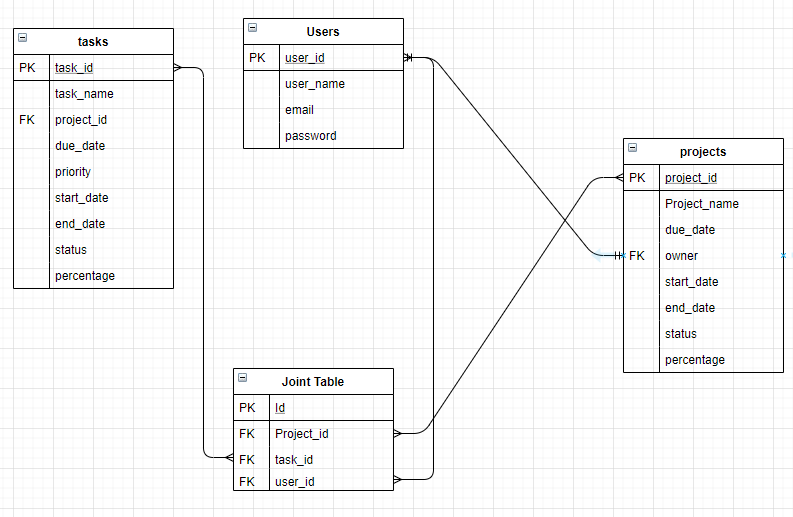 tasks
PK task_id
task_name
FK project_id
due_date
priority
start_date
end_date
status
percentage
Users
PK user_id
user_name
email
password
projects
PK project_id
Project_name
due_date
FK owner
start_date
end_date
status
percentage
Joint Table
PK Id
FK Project_id
FK task_id
FK user_id